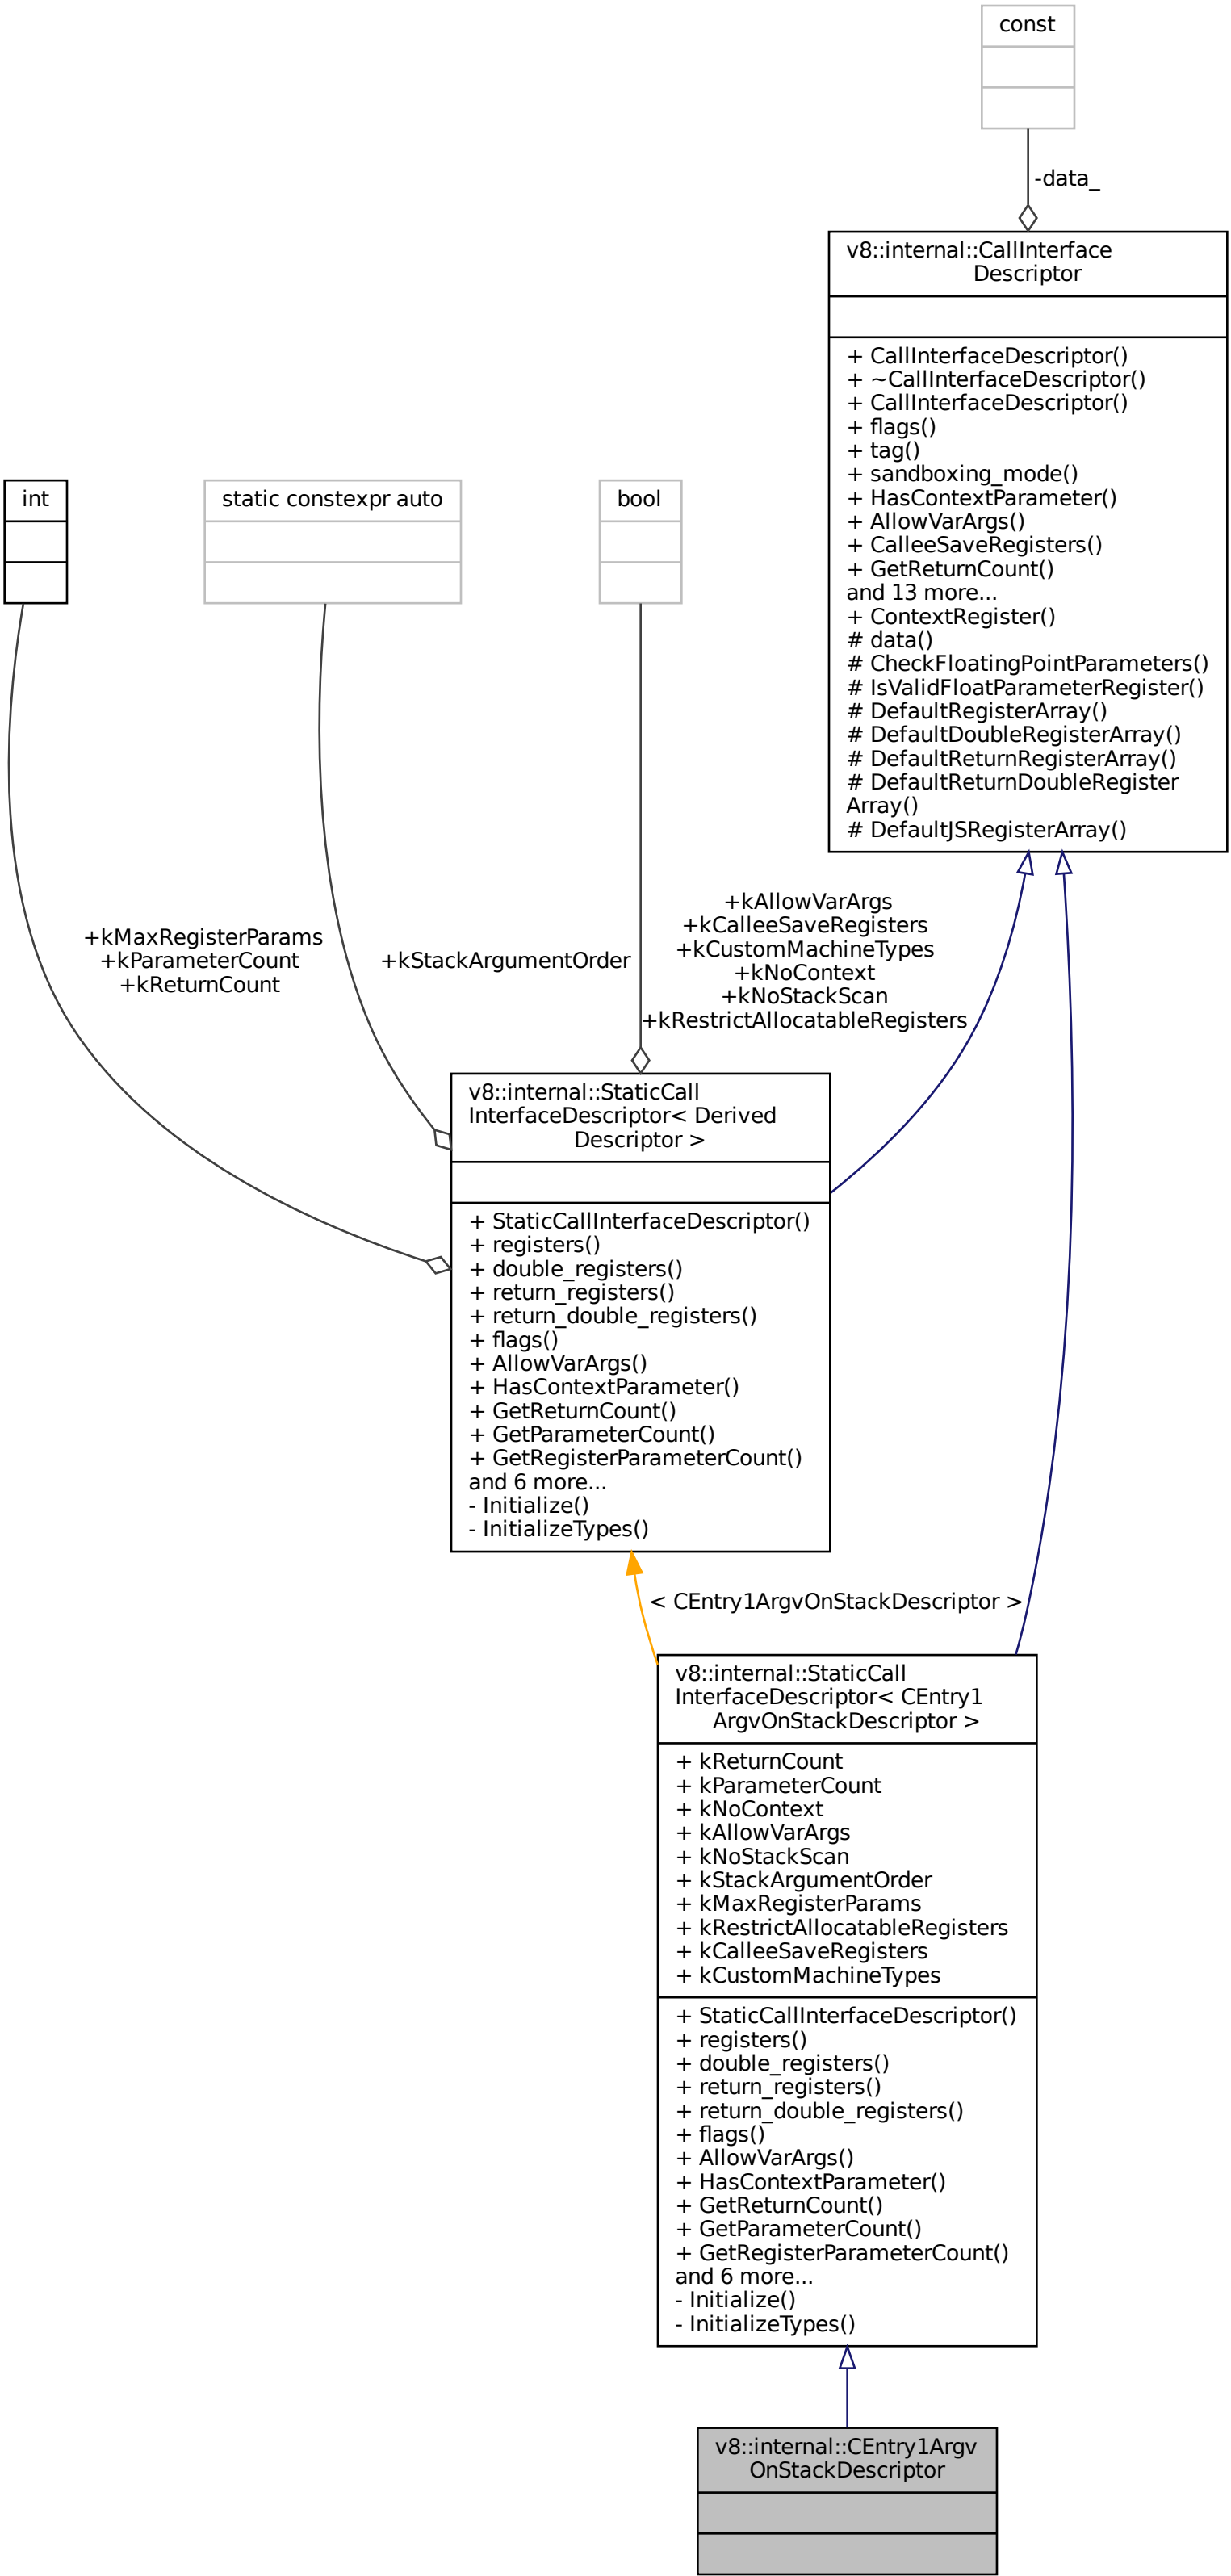 const
-data_
v8::internal::CallInterface
Descriptor
+ CallInterfaceDescriptor()
+ ~CallInterfaceDescriptor()
+ CallInterfaceDescriptor()
+ flags()
+ tag()
+ sandboxing_mode()
+ HasContextParameter()
+ AllowVarArgs()
+ CalleeSaveRegisters()
+ GetReturnCount()
and 13 more...
+ ContextRegister()
# data()
# CheckFloatingPointParameters()
# IsValidFloatParameterRegister()
# DefaultRegisterArray()
# DefaultDoubleRegisterArray()
# DefaultReturnRegisterArray()
# DefaultReturnDoubleRegister
Array()
# DefaultJSRegisterArray()
int
static constexpr auto
bool
+kMaxRegisterParams
+kParameterCount
+kReturnCount
+kStackArgumentOrder
+kAllowVarArgs
+kCalleeSaveRegisters
+kCustomMachineTypes
+kNoContext
+kNoStackScan
+kRestrictAllocatableRegisters
v8::internal::StaticCall
InterfaceDescriptor< Derived
Descriptor >
+ StaticCallInterfaceDescriptor()
+ registers()
+ double_registers()
+ return_registers()
+ return_double_registers()
+ flags()
+ AllowVarArgs()
+ HasContextParameter()
+ GetReturnCount()
+ GetParameterCount()
+ GetRegisterParameterCount()
and 6 more...
- Initialize()
- InitializeTypes()
< CEntry1ArgvOnStackDescriptor >
v8::internal::StaticCall
InterfaceDescriptor< CEntry1
ArgvOnStackDescriptor >
+ kReturnCount
+ kParameterCount
+ kNoContext
+ kAllowVarArgs
+ kNoStackScan
+ kStackArgumentOrder
+ kMaxRegisterParams
+ kRestrictAllocatableRegisters
+ kCalleeSaveRegisters
+ kCustomMachineTypes
+ StaticCallInterfaceDescriptor()
+ registers()
+ double_registers()
+ return_registers()
+ return_double_registers()
+ flags()
+ AllowVarArgs()
+ HasContextParameter()
+ GetReturnCount()
+ GetParameterCount()
+ GetRegisterParameterCount()
and 6 more...
- Initialize()
- InitializeTypes()
v8::internal::CEntry1Argv
OnStackDescriptor